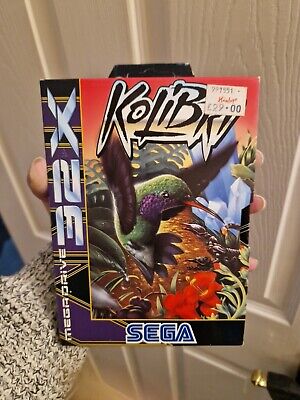 KOLIBRI
£29.00
MEGADRIVE 32X
SEGA